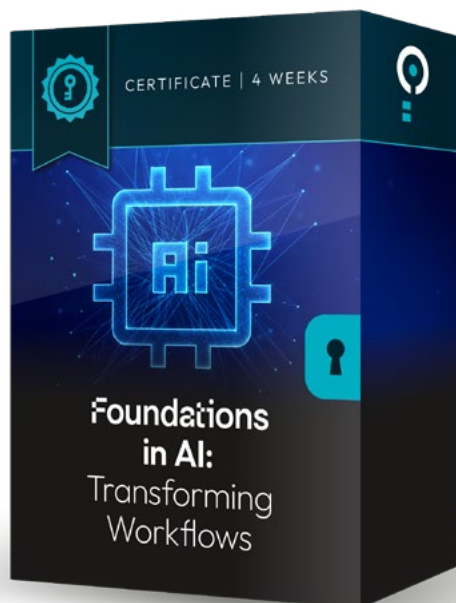 CERTIFICATE | 4 WEEKS
Ai
Foundations
in AI:
Transforming
Workflows